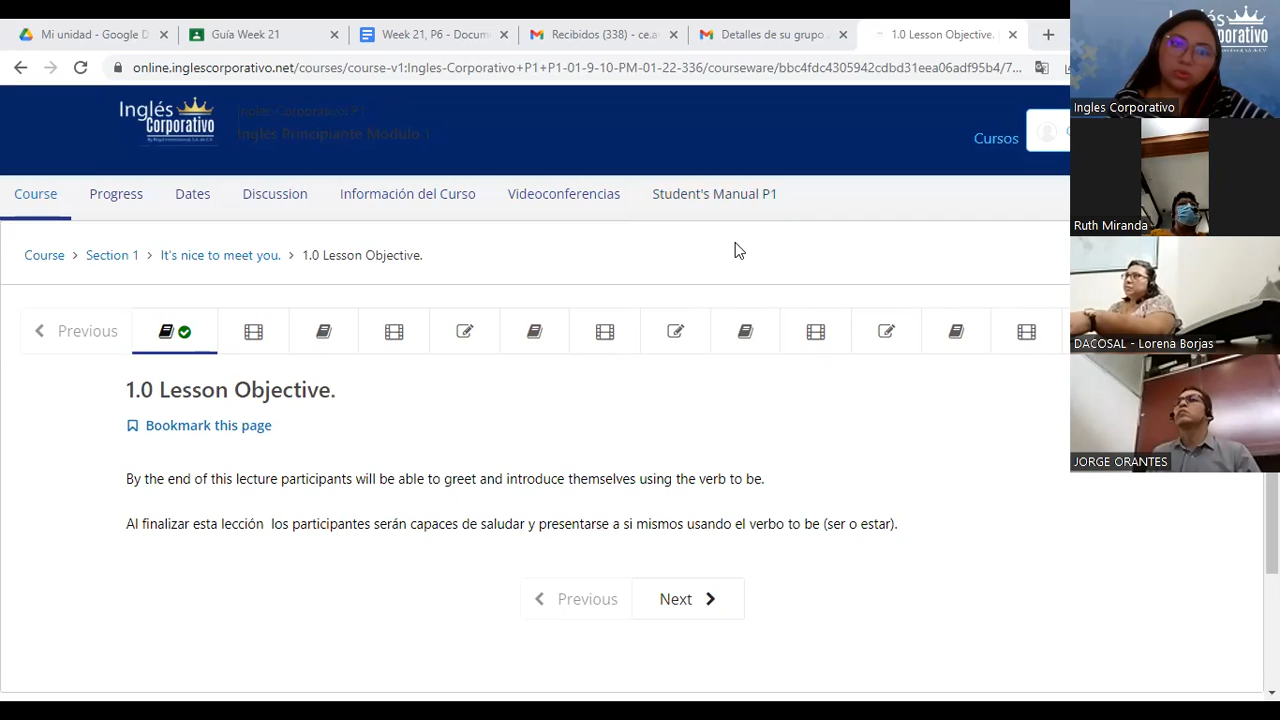 Mi unidad - Google D
Guía Week 21
Week 21, P6 - Docum
Recibidos (338) - ce.a
Detalles de su grupo
1.0 Lesson Objective.
online.inglescorporativo.net/courses/course-v1:Ingles-Corporativo+P1+01-9-10-PM-01-22-336/courseware/
Inglés Corporativo
Inglés Corporativo P1
Inglés Principiante Módulo 1
Cursos
Course
Progress
Dates
Discussion
Información del Curso
Videoconferencias
Student's Manual P1
Course > Section 1 > It's nice to meet you. > 1.0 Lesson Objective.
Previous
1.0 Lesson Objective.
Bookmark this page
By the end of this lecture participants will be able to greet and introduce themselves using the verb to be.
Al finalizar esta lección los participantes serán capaces de saludar y presentarse a si mismos usando el verbo to be (ser o estar).
Previous
Next
Ingles Corporativo
Ruth Miranda
DACOSAL - Lorena Borjas
JORGE ORANTES